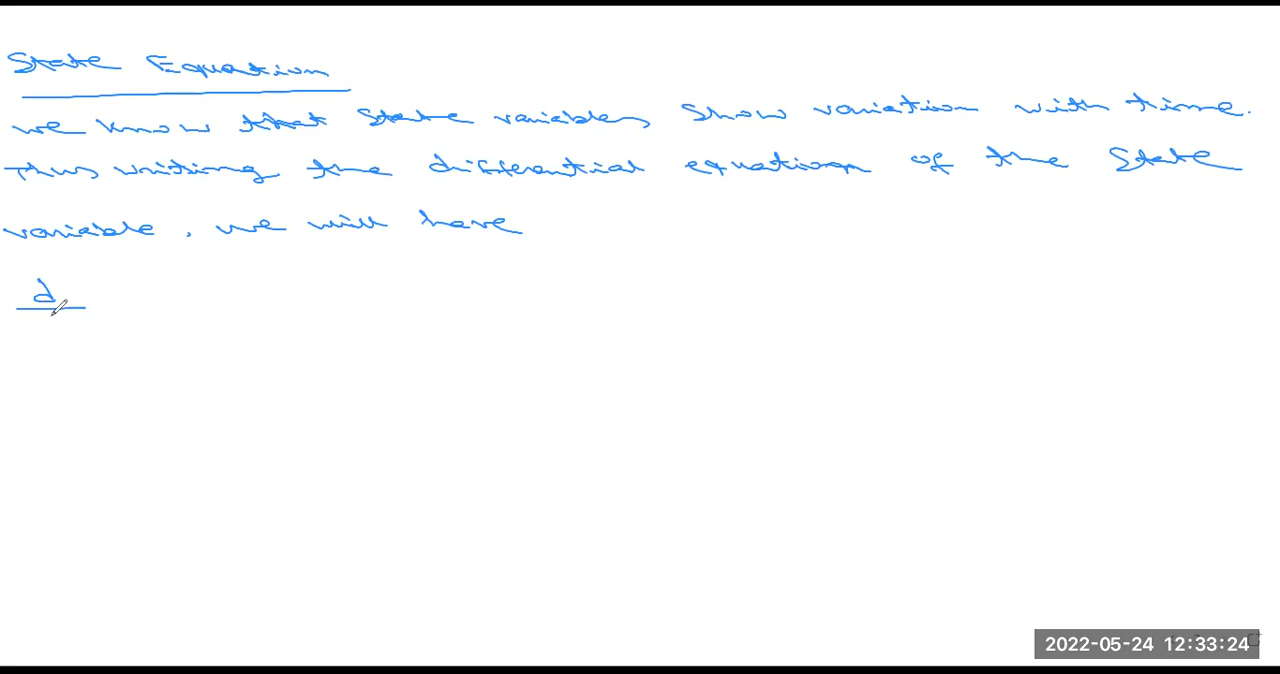 State Equation
we know that State variables show variation with time.
Thus writing the differential equation of the State
variable, we will have
d
2022-05-24 12:33:24